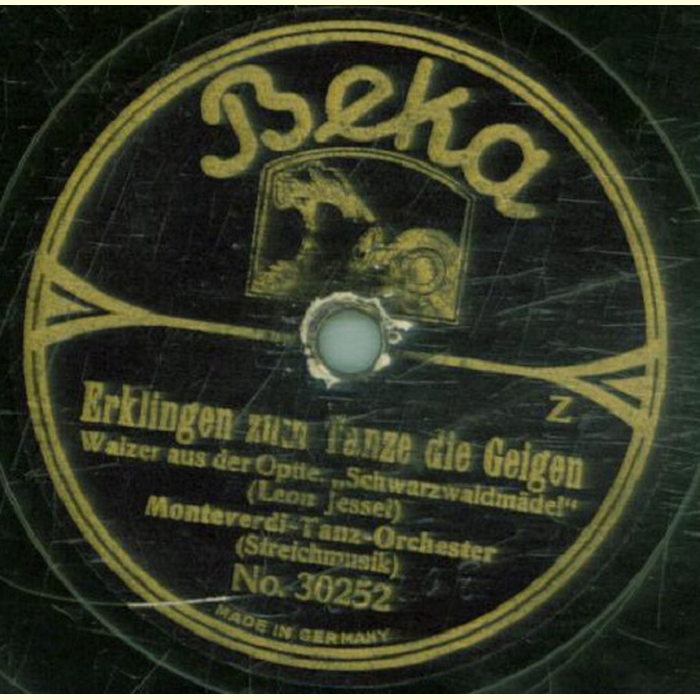 Beka
Z
Erklingen zum Tanze die Geigen
Walzer aus der Optte. „Schwarzwaldmädel“
(Leon Jessel)
Monteverdi-Tanz-Orchester
(Streichmusik)
No. 30252
MADE IN GERMANY